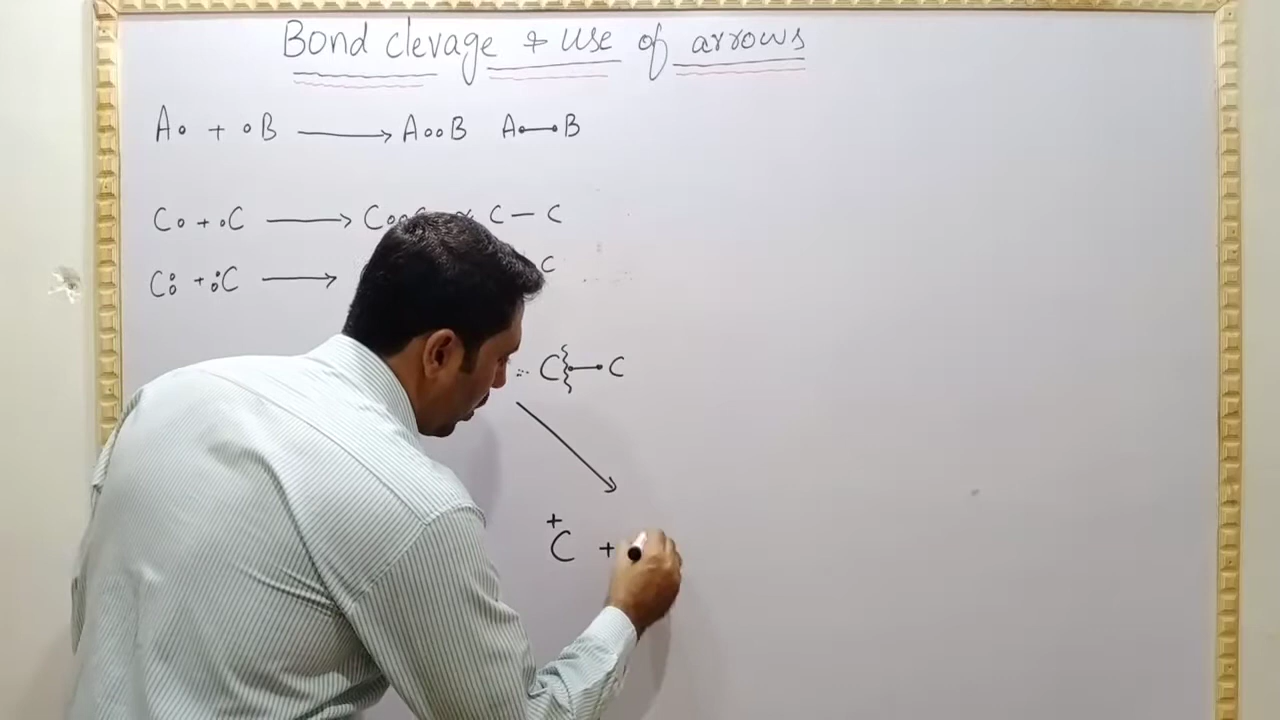 Bond clevage & use of arrows
A• + •B ⟶ A••B A•—•B
C• + •C ⟶ C•• C — C
C: + :C ⟶ C
C •—• C
+
C +